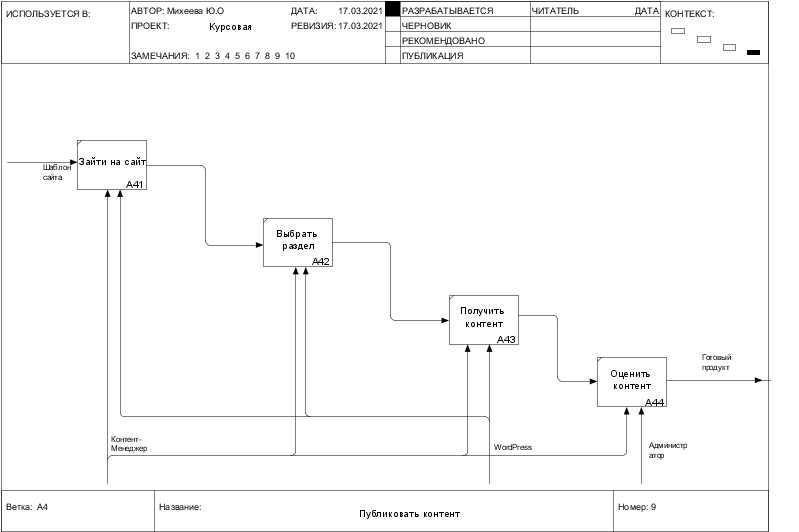 ИСПОЛЬЗУЕТСЯ В:
АВТОР: Михеева Ю.О
ДАТА: 17.03.2021
ПРОЕКТ: Курсовая
РЕВИЗИЯ: 17.03.2021
ЗАМЕЧАНИЯ: 1 2 3 4 5 6 7 8 9 10
РАЗРАБАТЫВАЕТСЯ
ЧЕРНОВИК
РЕКОМЕНДОВАНО
ПУБЛИКАЦИЯ
ЧИТАТЕЛЬ
ДАТА
КОНТЕКСТ:
Шаблон
сайта
Зайти на сайт
A41
Выбрать
раздел
A42
Получить
контент
A43
Оценить
контент
A44
Готовый
продукт
Контент-
Менеджер
WordPress
Администр
атор
Ветка: A4
Название:
Публиковать контент
Номер: 9